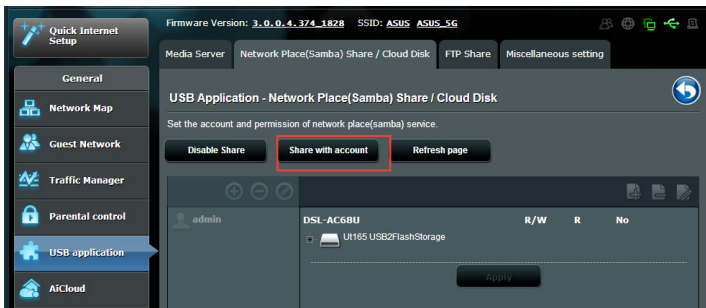 Quick Internet
Setup
Firmware Version: 3.0.0.4.374_1828 SSID: ASUS ASUS_5G
Media Server Network Place(Samba) Share / Cloud Disk FTP Share Miscellaneous setting
General
Network Map
Guest Network
Traffic Manager
Parental control
USB application
AiCloud
USB Application - Network Place(Samba) Share / Cloud Disk
Set the account and permission of network place(samba) service.
Disable Share Share with account Refresh page
admin
DSL-AC68U R/W R No
Ut165 USB2FlashStorage
Apply